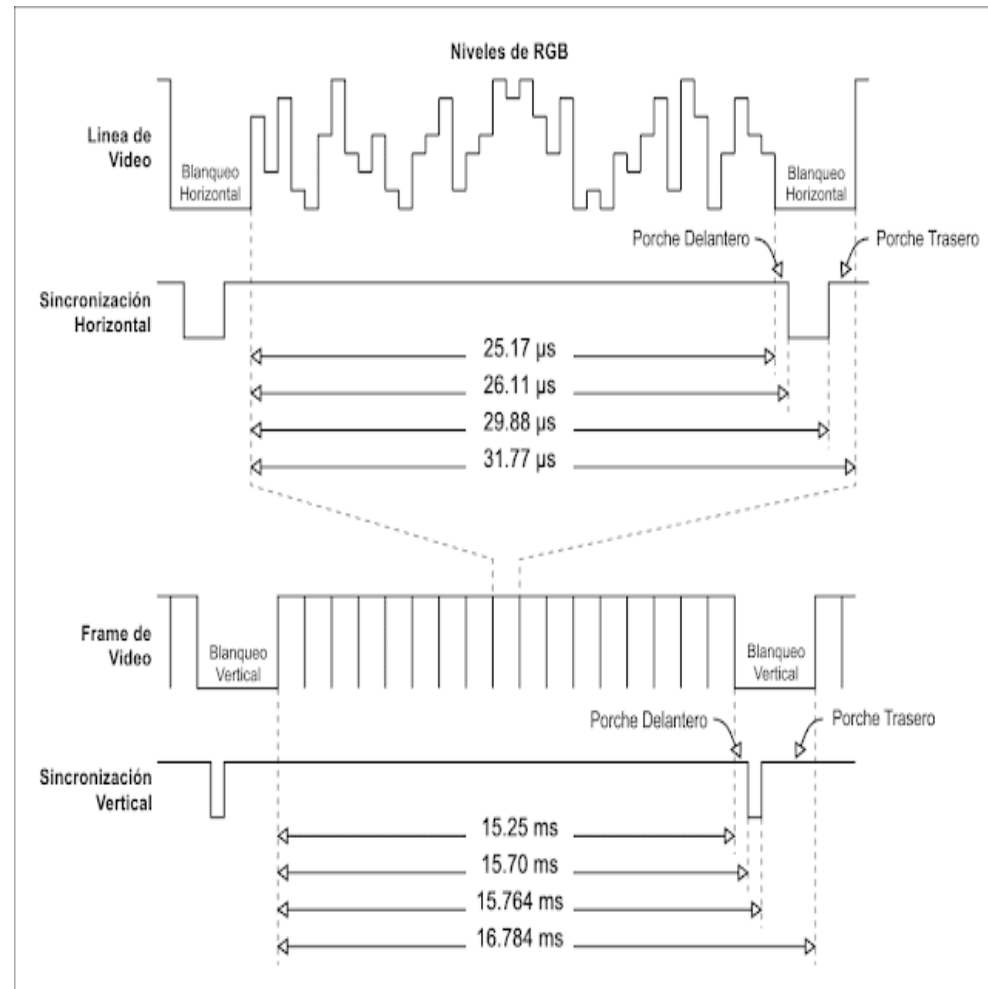 Niveles de RGB
Linea de
Video
Blanqueo
Horizontal
Blanqueo
Horizontal
Porche Delantero
Porche Trasero
Sincronización
Horizontal
25.17 µs
26.11 µs
29.88 µs
31.77 µs
Frame de
Video
Blanqueo
Vertical
Blanqueo
Vertical
Porche Delantero
Porche Trasero
Sincronización
Vertical
15.25 ms
15.70 ms
15.764 ms
16.784 ms